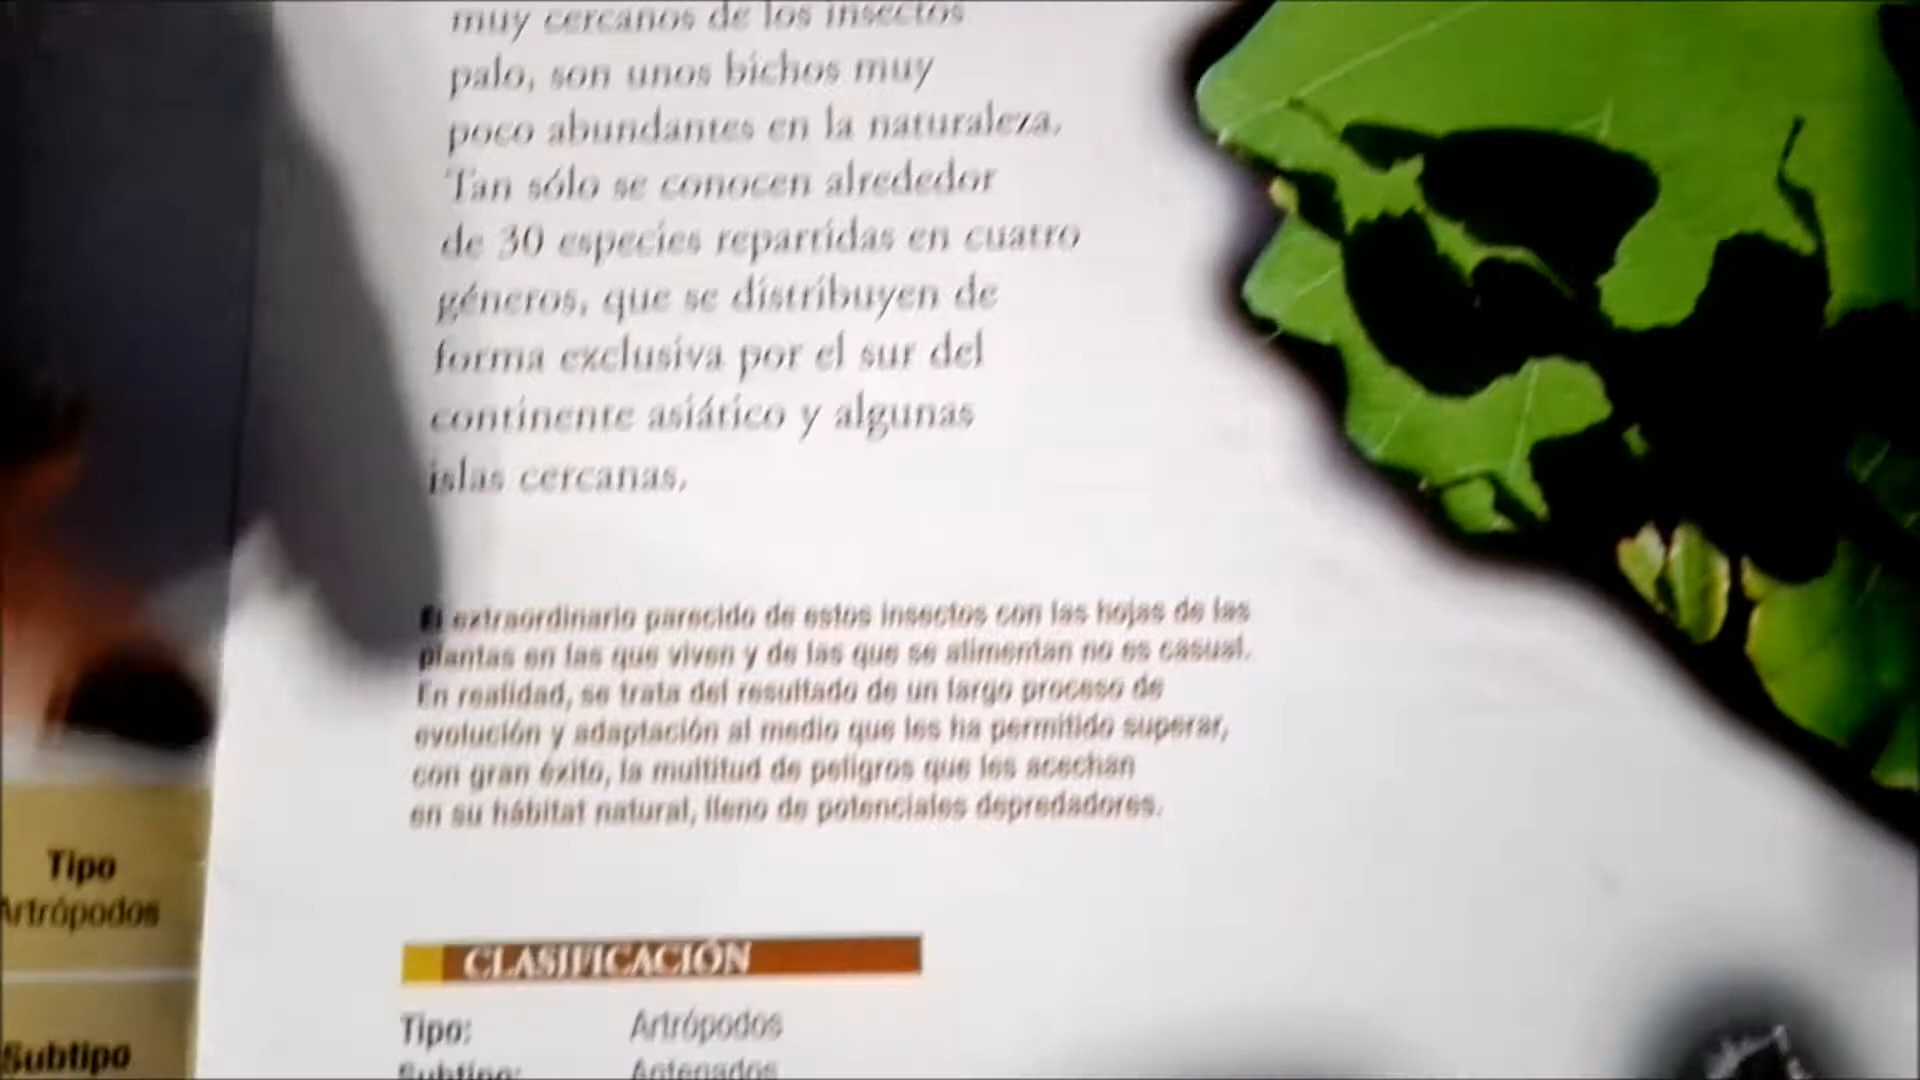 muy cercanos de los insectos
palo, son unos bichos muy
poco abundantes en la naturaleza.
Tan sólo se conocen alrededor
de 30 especies repartidas en cuatro
géneros, que se distribuyen de
forma exclusiva por el sur del
continente asiático y algunas
islas cercanas.
El extraordinario parecido de estos insectos con las hojas de las
plantas en las que viven y de las que se alimentan no es casual.
En realidad, se trata del resultado de un largo proceso de
evolución y adaptación al medio que les ha permitido superar,
con gran éxito, la multitud de peligros que les acechan
en su hábitat natural, lleno de potenciales depredadores.
CLASIFICACIÓN
Tipo: Artrópodos
Subtipo: Antenados
Tipo
Artrópodos
Subtipo